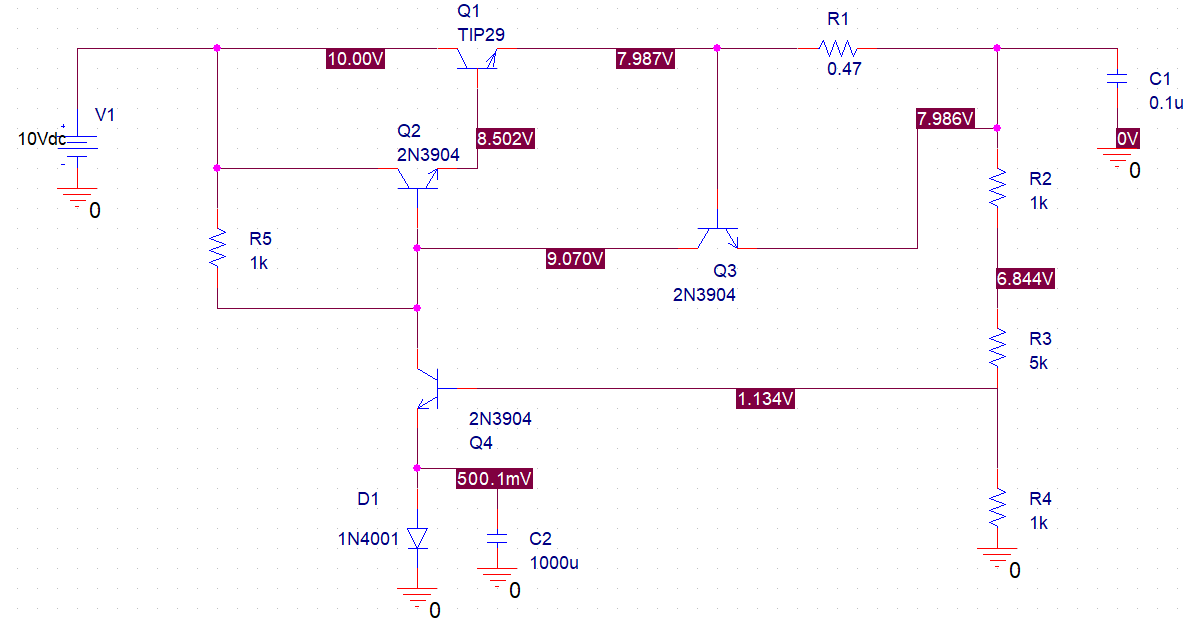 Q1
TIP29
R1
10.00V
7.987V
0.47
C1
0.1u
V1
10Vdc
+
-
0
7.986V
Q2
2N3904
8.502V
0V
0
R2
1k
R5
1k
9.070V
Q3
2N3904
6.844V
R3
5k
1.134V
2N3904
Q4
500.1mV
D1
1N4001
C2
1000u
R4
1k
0
0
0